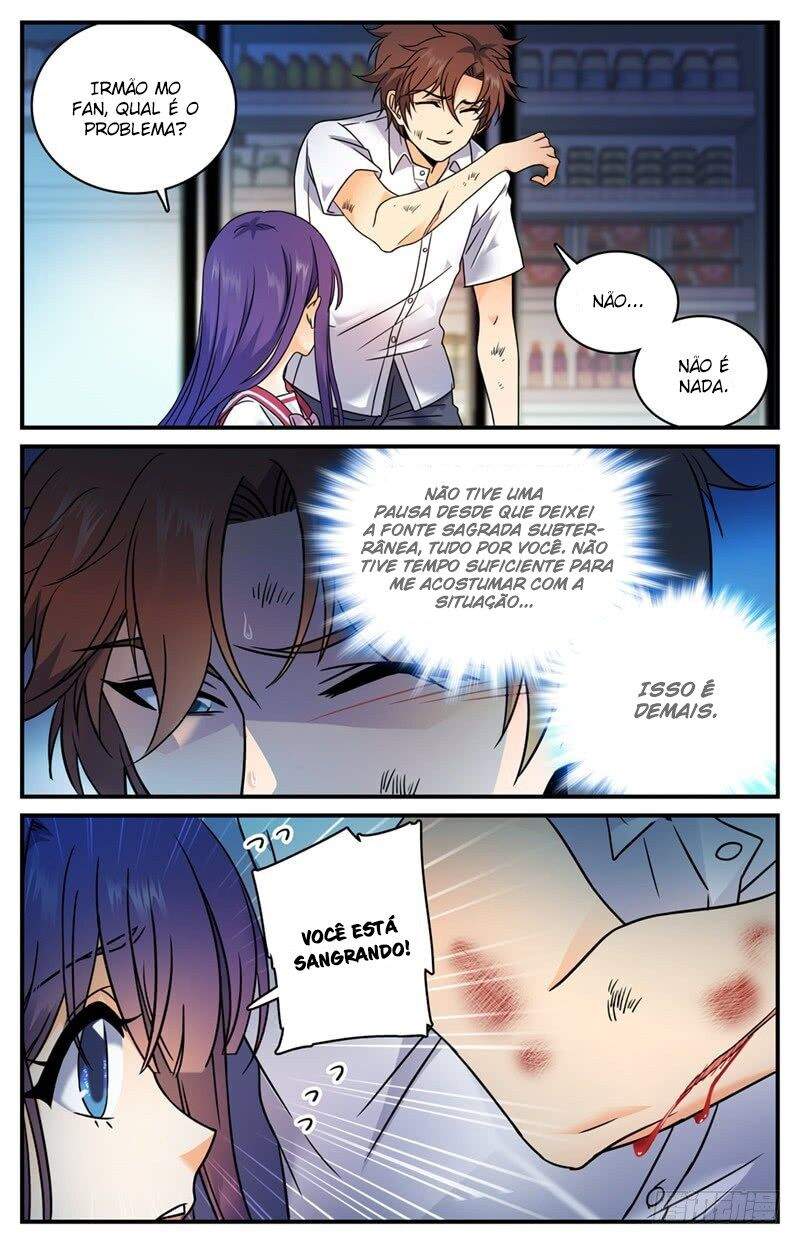 IRMÃO MO
FAN, QUAL É O
PROBLEMA?
NÃO...
NÃO É
NADA.
NÃO TIVE UMA
PAUSA DESDE QUE DEIXEI
A FONTE SAGRADA SUBTER-
RÂNEA, TUDO POR VOCÊ. NÃO
TIVE TEMPO SUFICIENTE PARA
ME ACOSTUMAR COM A
SITUAÇÃO...
ISSO É
DEMAIS.
VOCÊ ESTÁ
SANGRANDO!